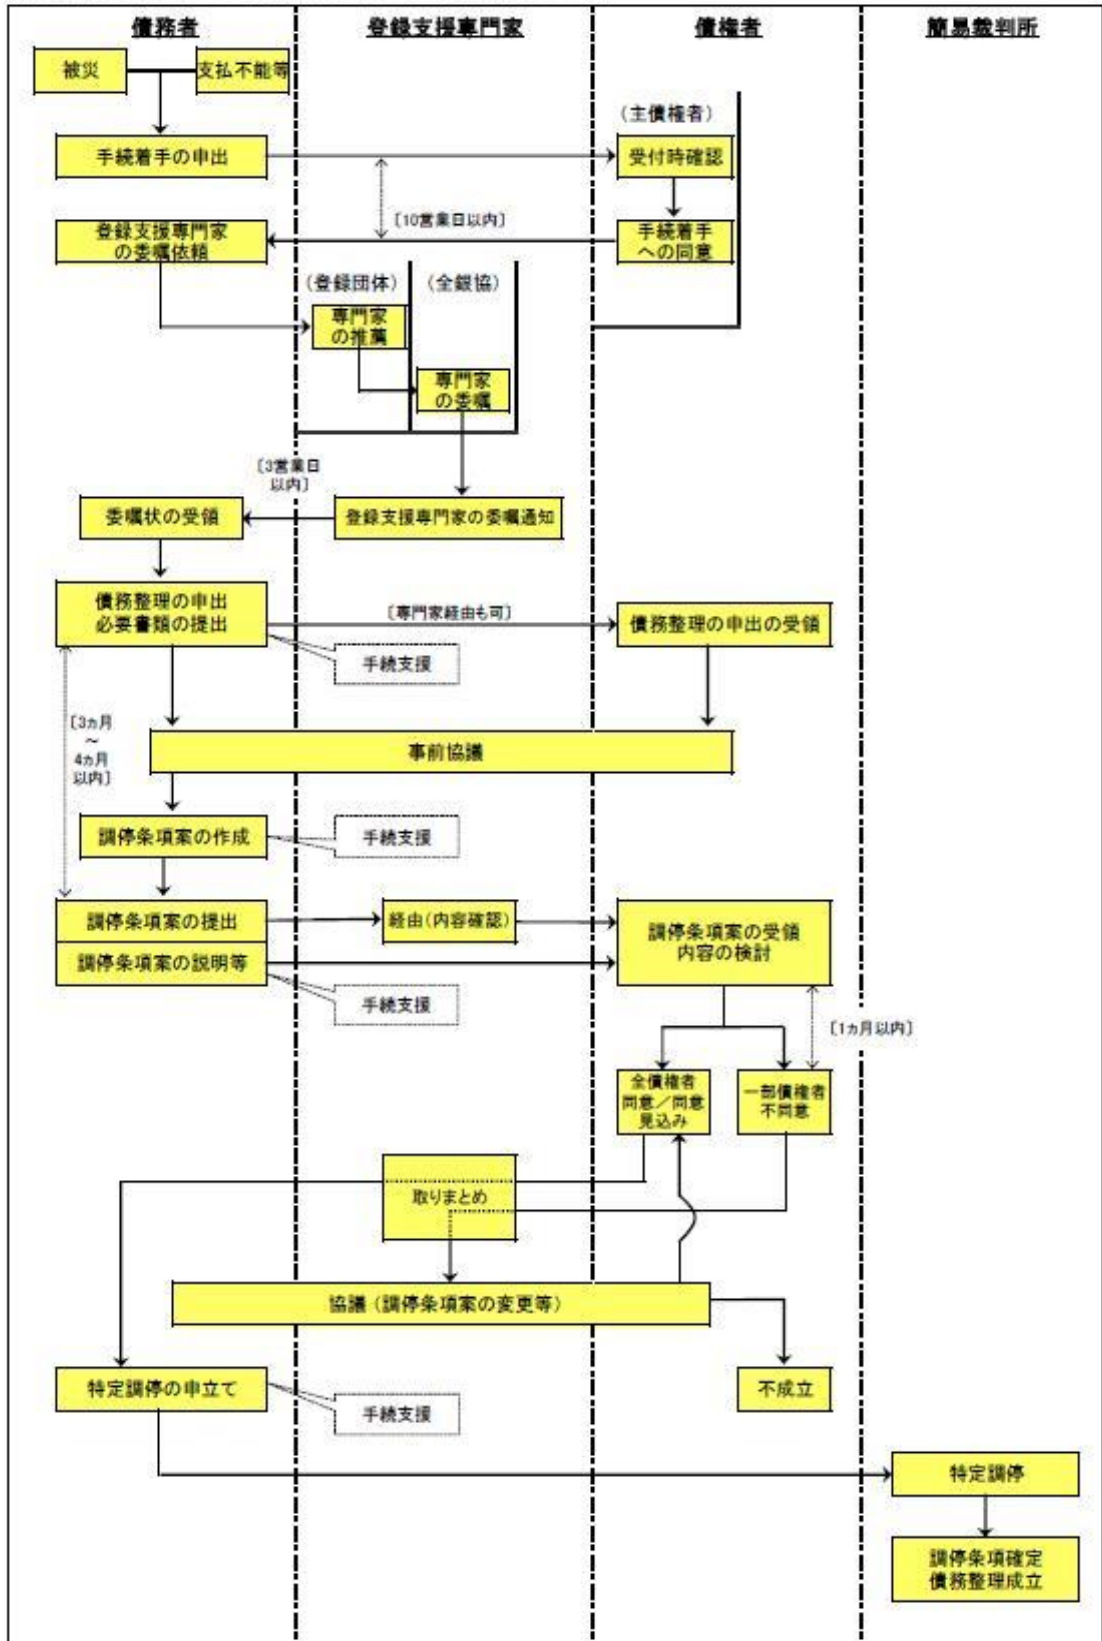 債務者
登録支援専門家
債権者
簡易裁判所
被災
支払不能等
(主債権者)
手続着手の申出
受付時確認
〔10営業日以内〕
登録支援専門家
の委嘱依頼
手続着手
への同意
(登録団体)
(全銀協)
専門家
の推薦
専門家
の委嘱
〔3営業日
以内〕
委嘱状の受領
登録支援専門家の委嘱通知
債務整理の申出
必要書類の提出
〔専門家経由も可〕
債務整理の申出の受領
手続支援
〔3ヵ月
～
4ヵ月
以内〕
事前協議
調停条項案の作成
手続支援
調停条項案の提出
経由(内容確認)
調停条項案の受領
内容の検討
調停条項案の説明等
手続支援
〔1ヵ月以内〕
全債権者
同意／同意
見込み
一部債権者
不同意
取りまとめ
協議(調停条項案の変更等)
特定調停の申立て
不成立
手続支援
特定調停
調停条項確定
債務整理成立